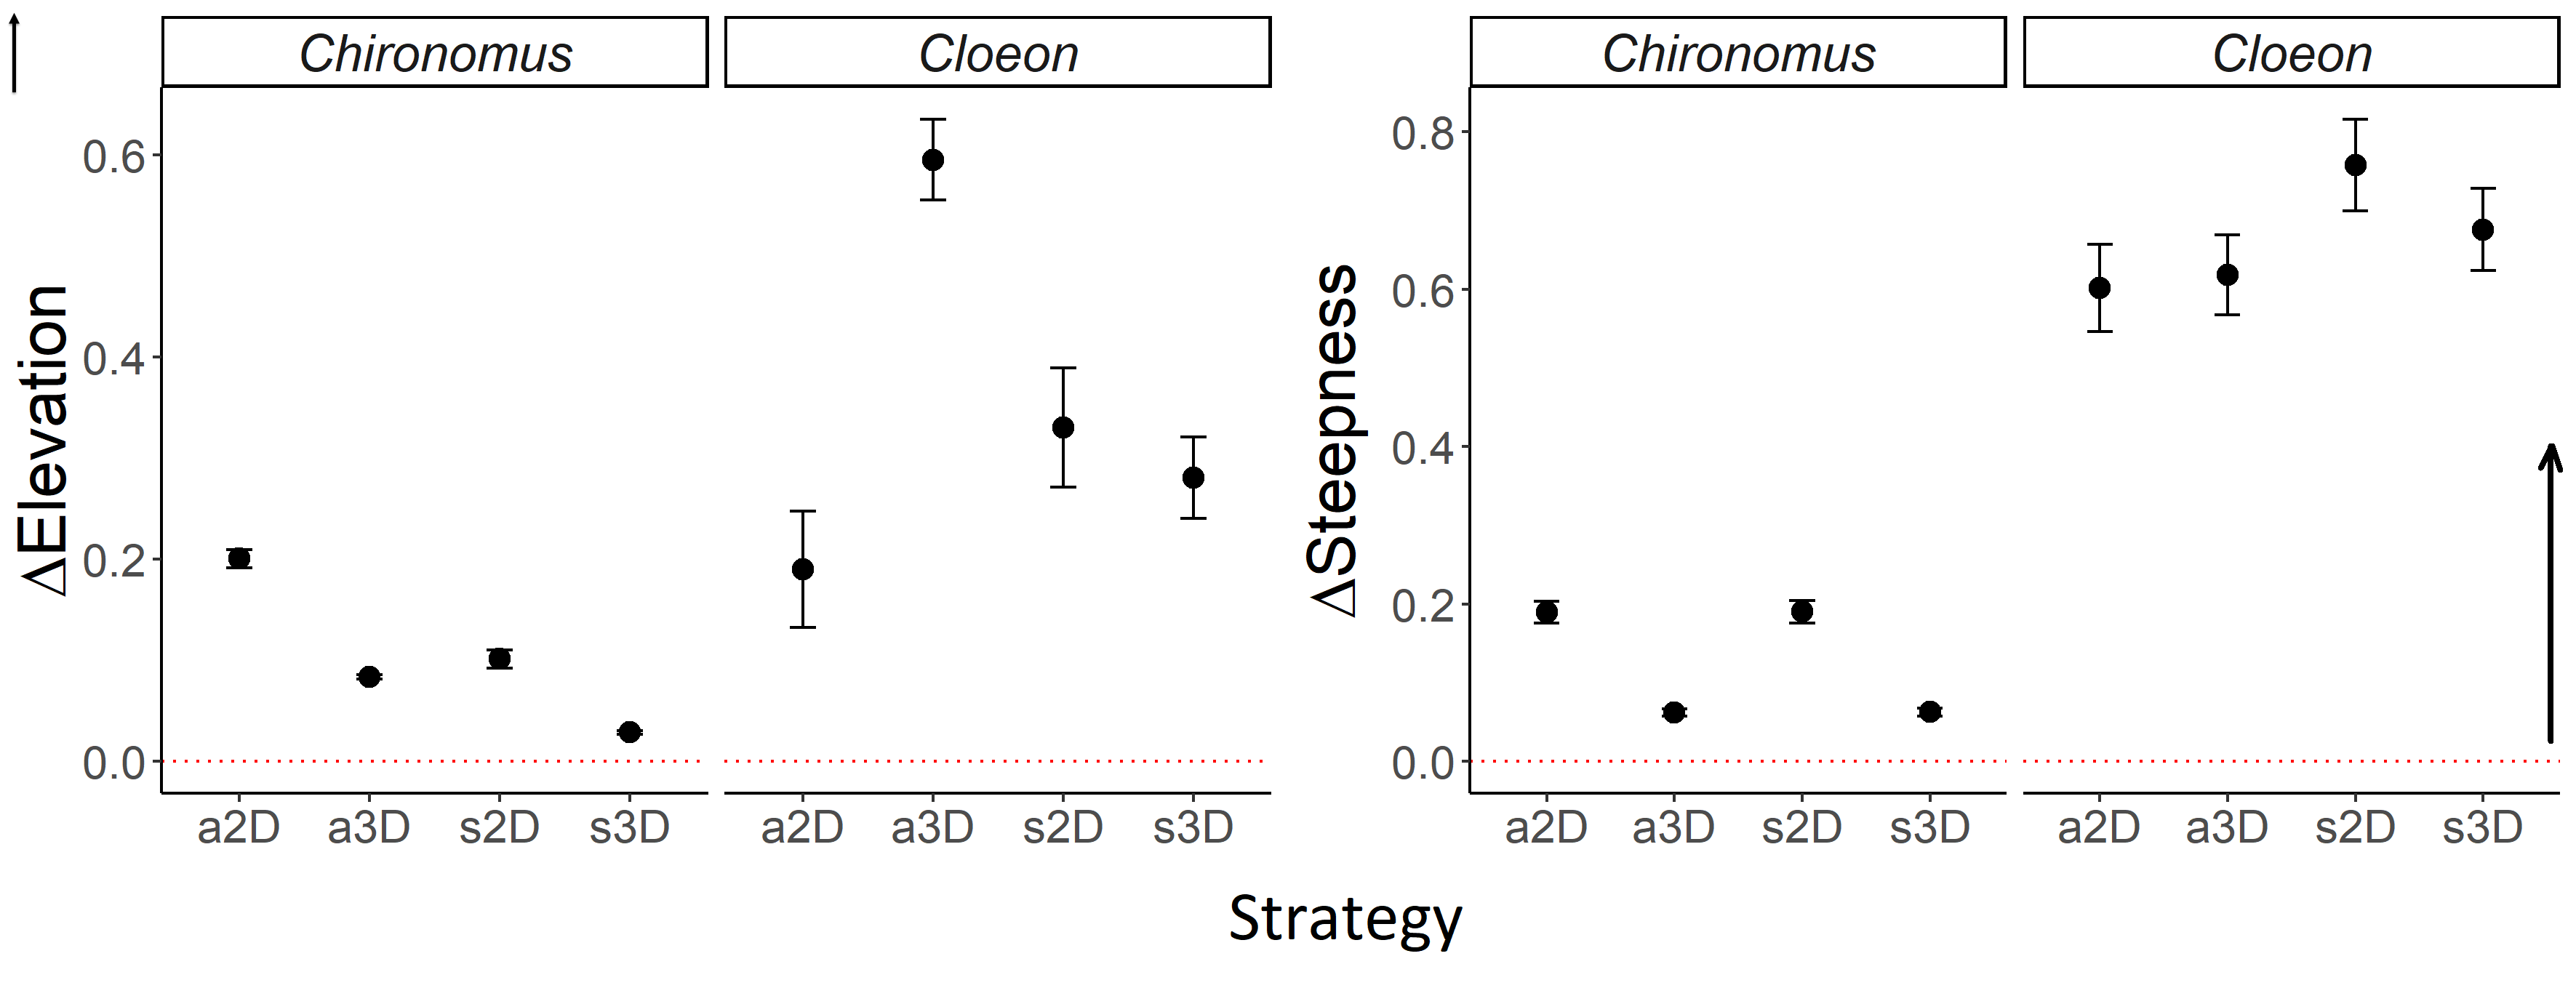 Chironomus Cloeon
ΔElevation
0.6
0.4
0.2
0.0
a2D a3D s2D s3D a2D a3D s2D s3D
Chironomus Cloeon
ΔSteepness
0.8
0.6
0.4
0.2
0.0
a2D a3D s2D s3D a2D a3D s2D s3D
Strategy